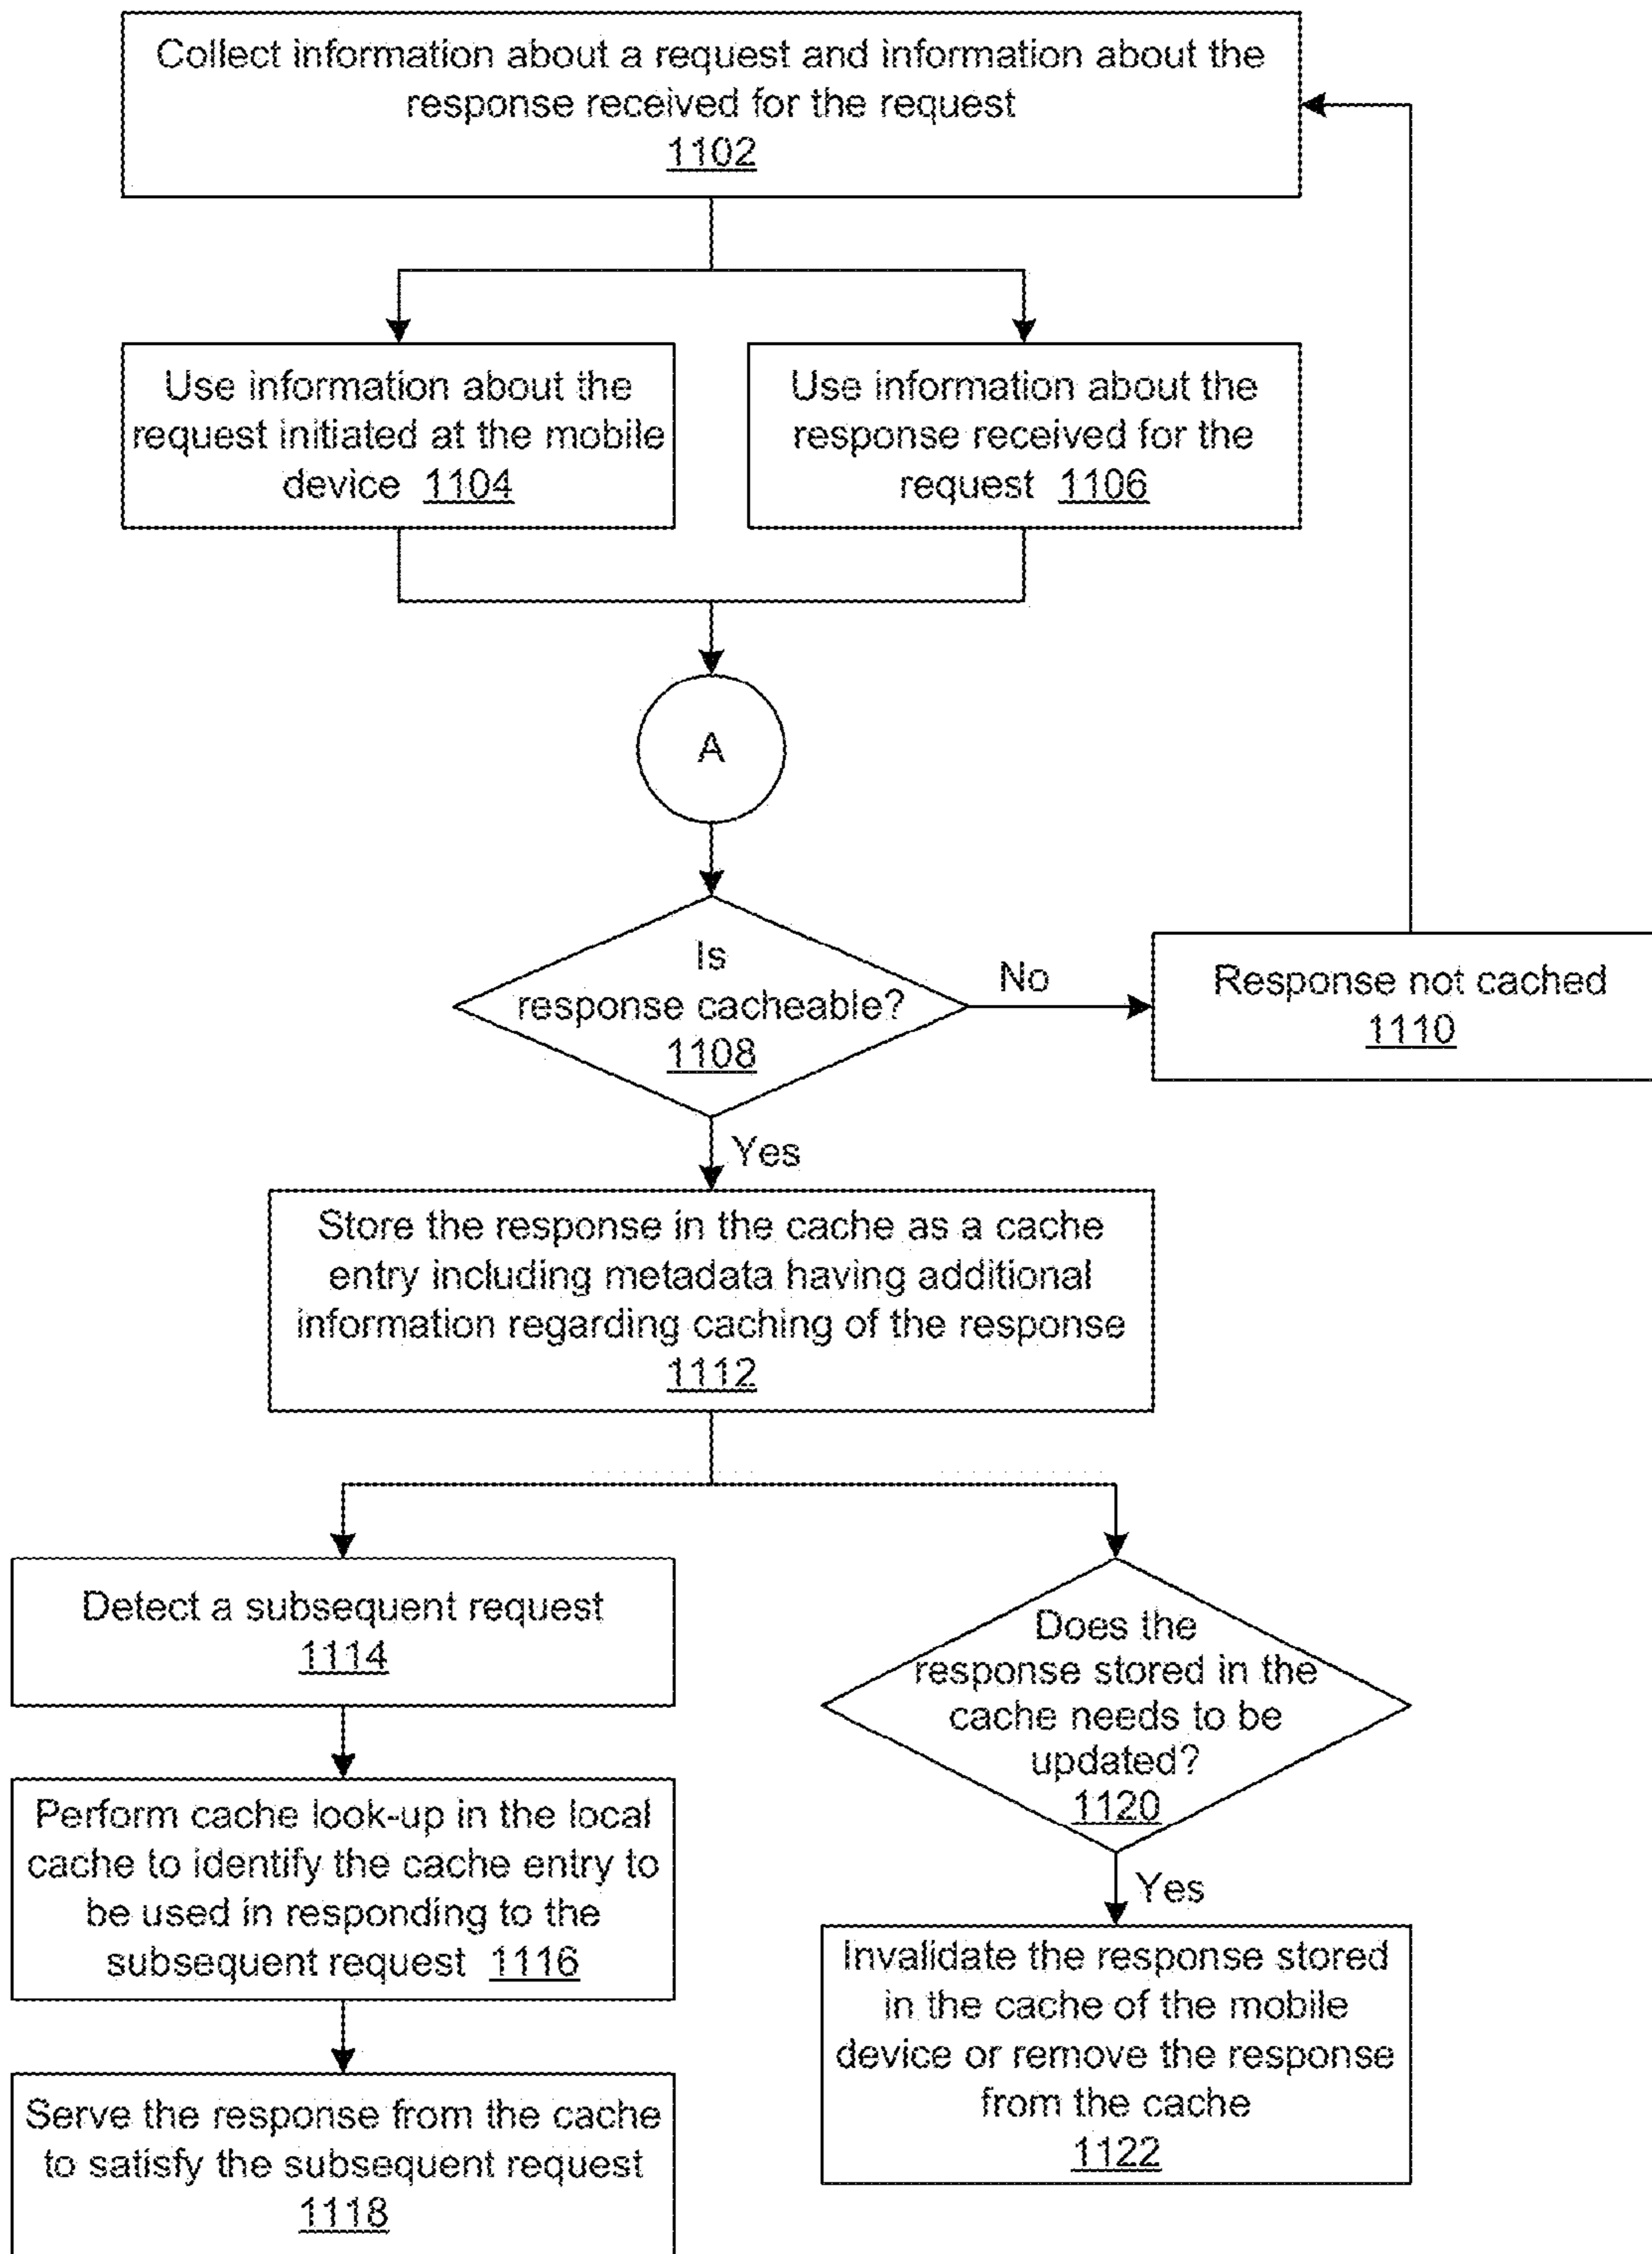 Collect information about a request and information about the
response received for the request
1102
Use information about the
request initiated at the mobile
device 1104
Use information about the
response received for the
request 1106
A
Is
response cacheable?
1108
No
Response not cached
1110
Yes
Store the response in the cache as a cache
entry including metadata having additional
information regarding caching of the response
1112
Detect a subsequent request
1114
Perform cache look-up in the local
cache to identify the cache entry to
be used in responding to the
subsequent request 1116
Serve the response from the cache
to satisfy the subsequent request
1118
Does the
response stored in the
cache needs to be
updated?
1120
Yes
Invalidate the response stored
in the cache of the mobile
device or remove the response
from the cache
1122